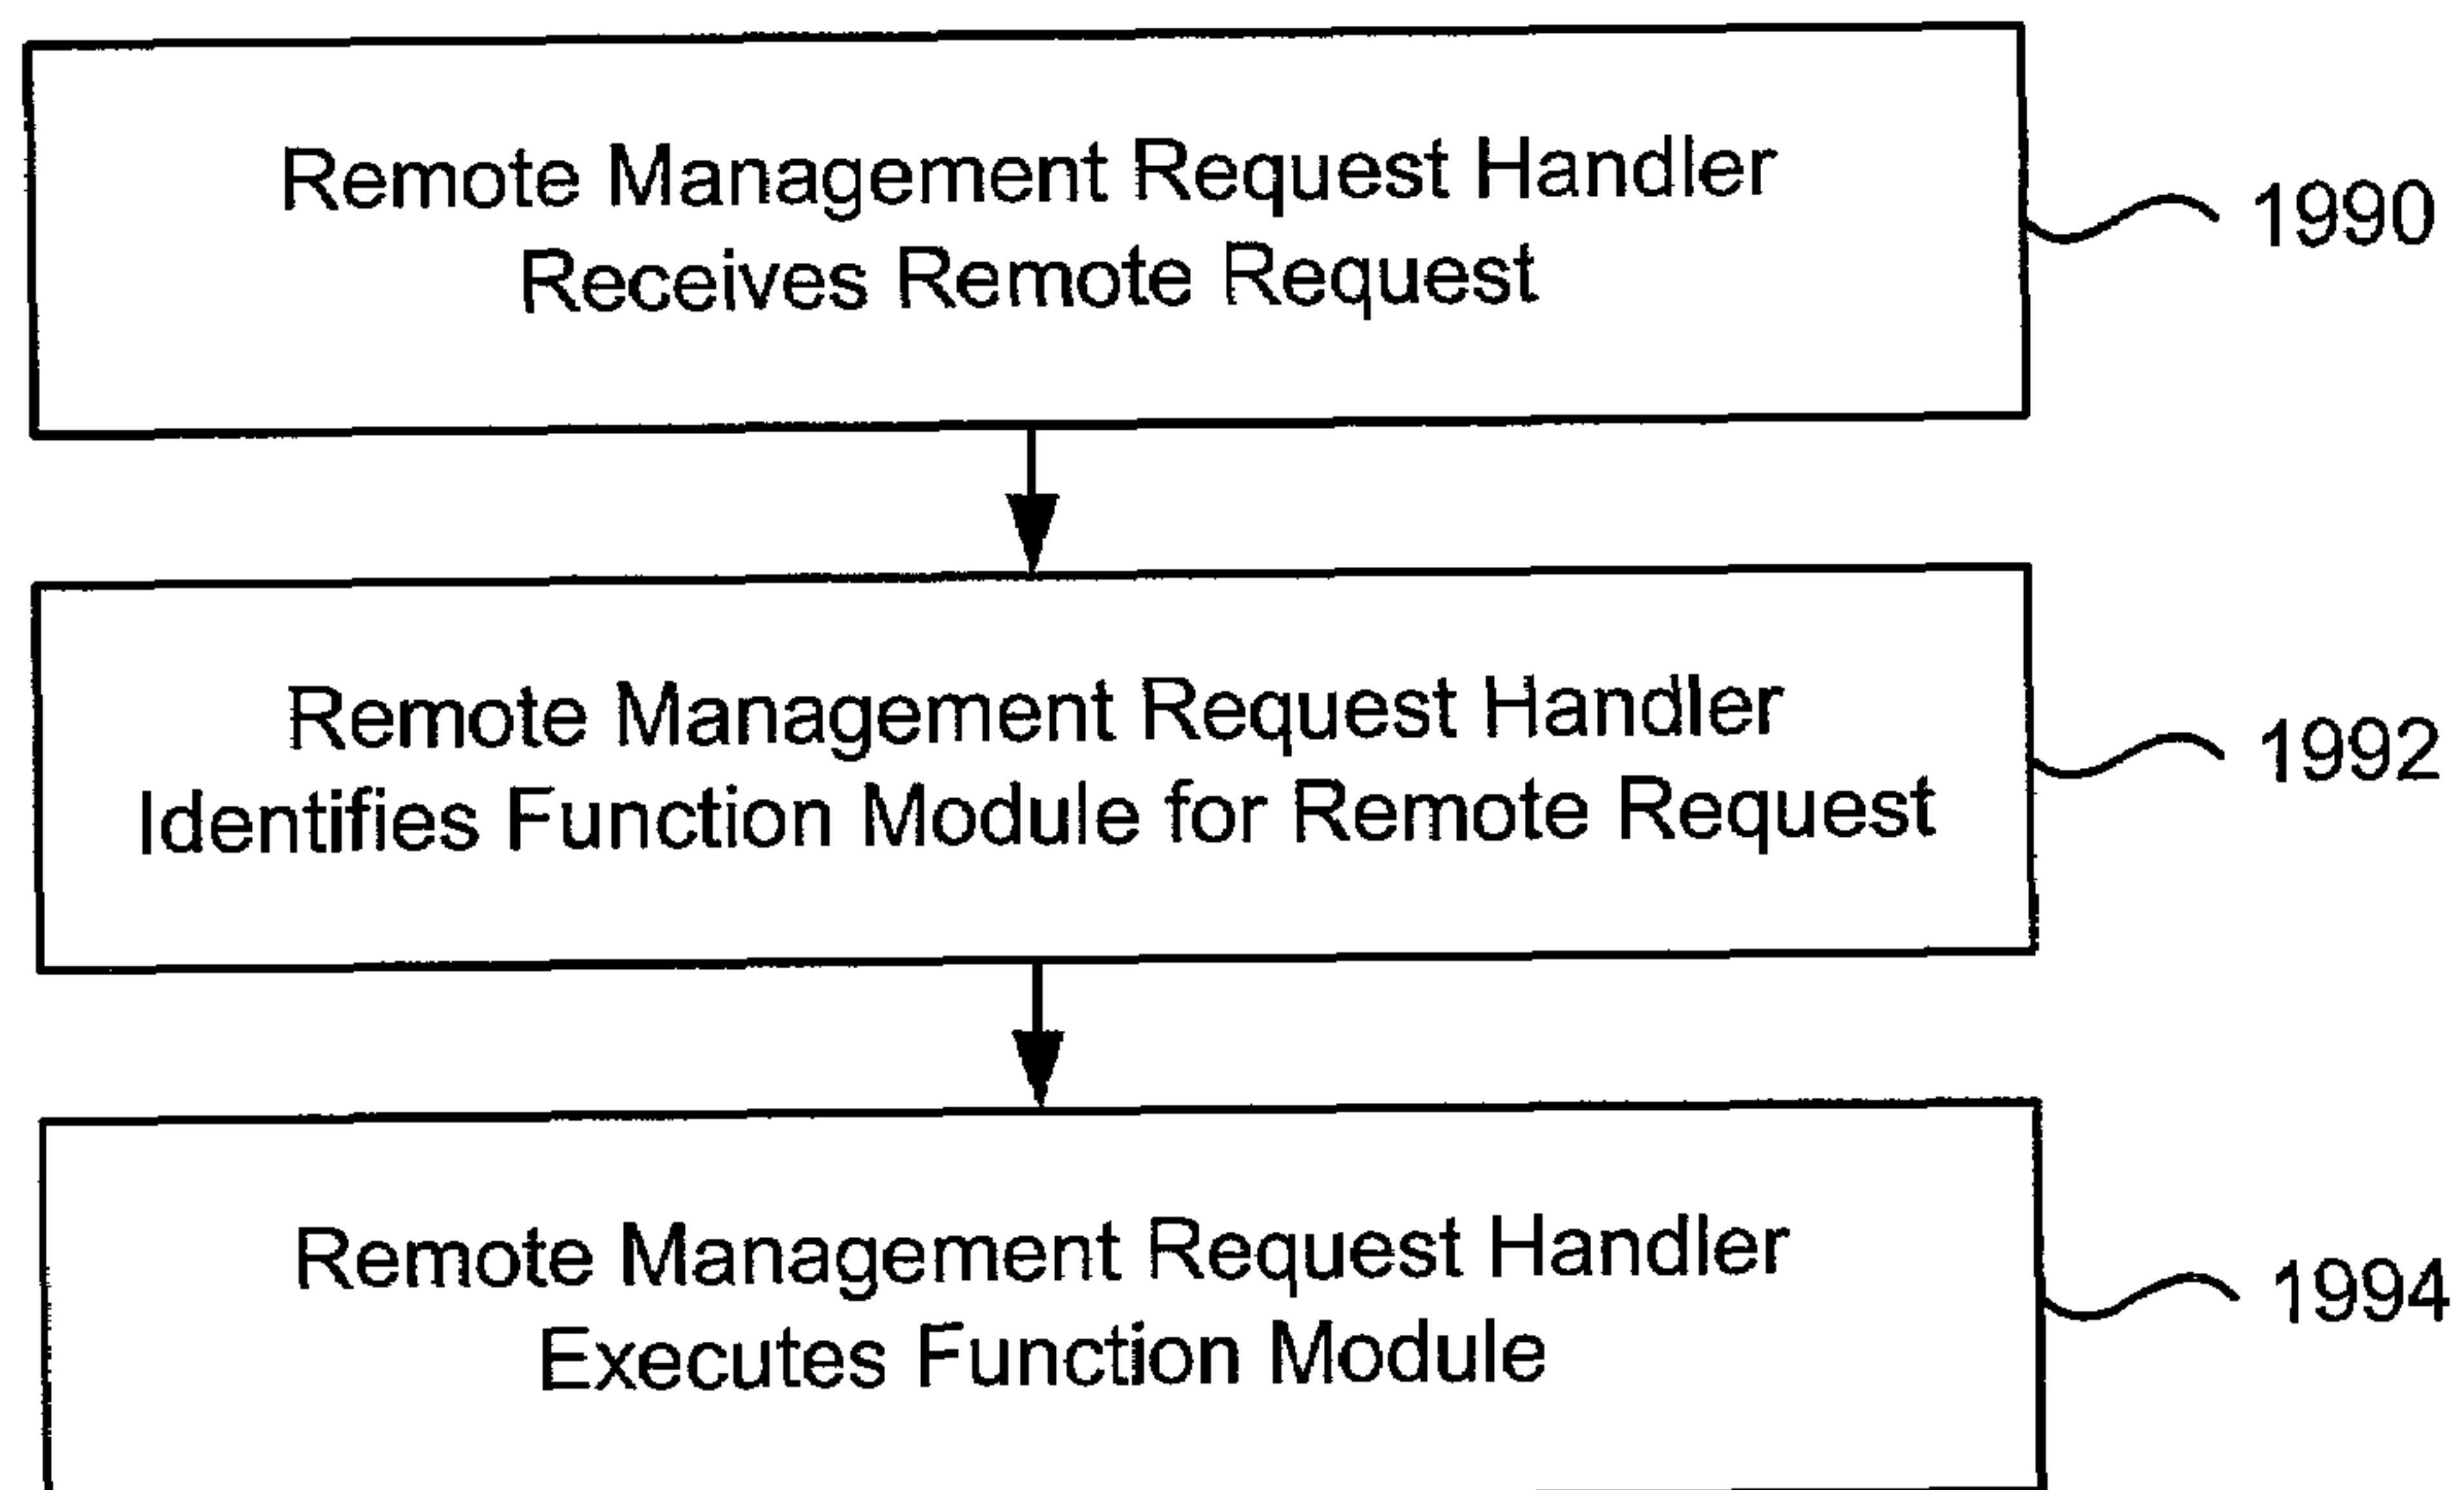 Remote Management Request Handler
Receives Remote Request
1990
Remote Management Request Handler
Identifies Function Module for Remote Request
1992
Remote Management Request Handler
Executes Function Module
1994